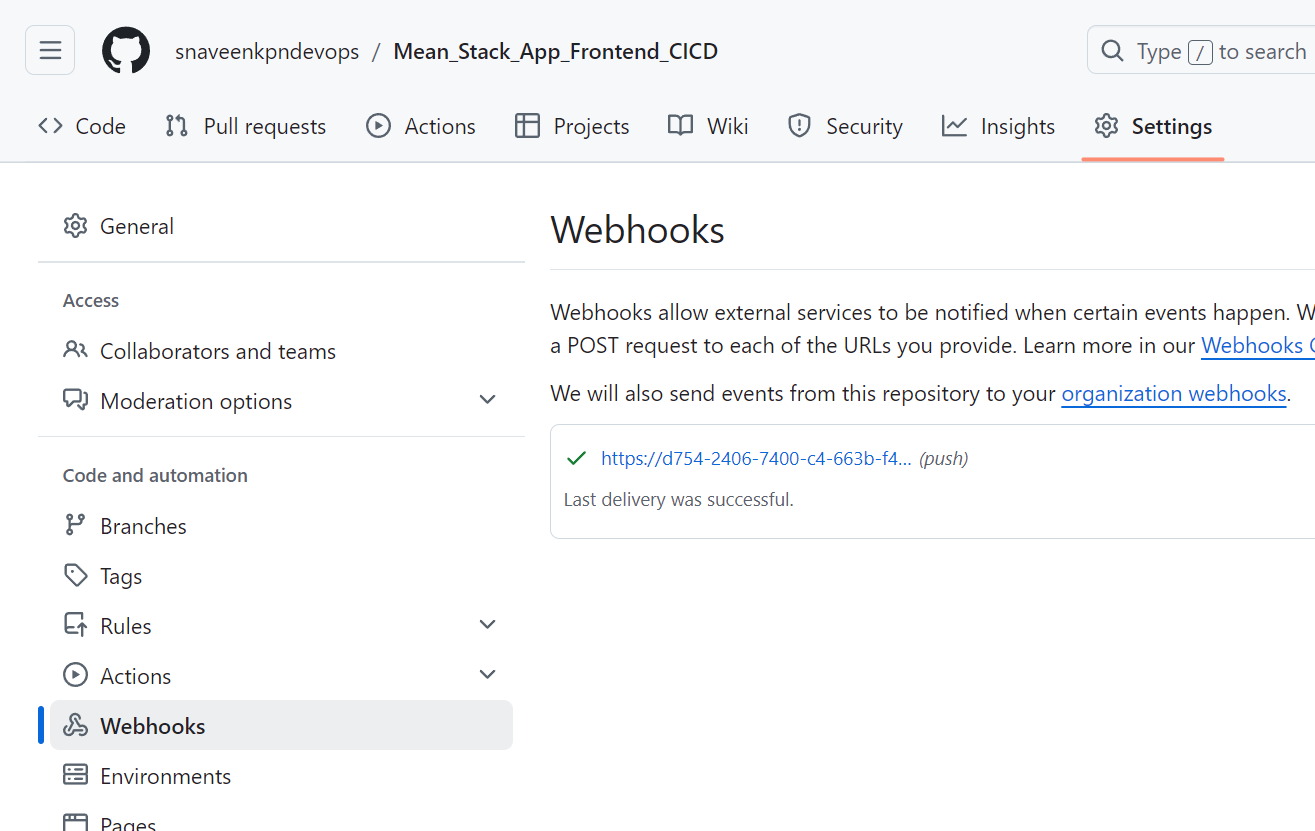 snaveenkpndevops / Mean_Stack_App_Frontend_CICD
Type / to search
Code
Pull requests
Actions
Projects
Wiki
Security
Insights
Settings
General
Access
Collaborators and teams
Moderation options
Code and automation
Branches
Tags
Rules
Actions
Webhooks
Environments
Pages
Webhooks
Webhooks allow external services to be notified when certain events happen. W
a POST request to each of the URLs you provide. Learn more in our Webhooks G
We will also send events from this repository to your organization webhooks.
https://d754-2406-7400-c4-663b-f4... (push)
Last delivery was successful.